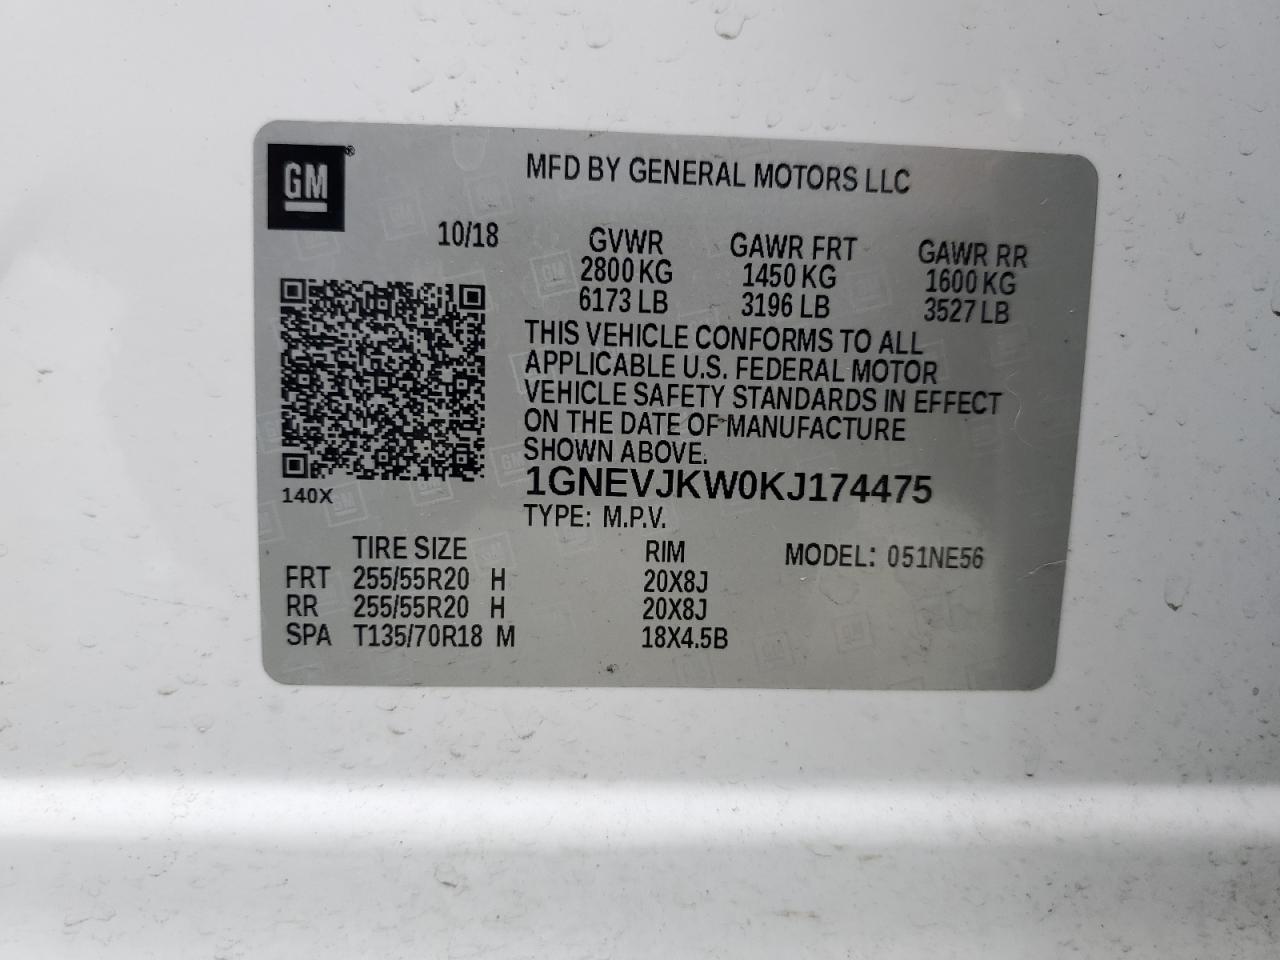 GM®
MFD BY GENERAL MOTORS LLC
10/18
GVWR GAWR FRT GAWR RR
2800 KG 1450 KG 1600 KG
6173 LB 3196 LB 3527 LB
THIS VEHICLE CONFORMS TO ALL
APPLICABLE U.S. FEDERAL MOTOR
VEHICLE SAFETY STANDARDS IN EFFECT
ON THE DATE OF MANUFACTURE
SHOWN ABOVE.
1GNEVJKW0KJ174475
140X
TYPE: M.P.V.
TIRE SIZE RIM MODEL: 051NE56
FRT 255/55R20 H 20X8J
RR 255/55R20 H 20X8J
SPA T135/70R18 M 18X4.5B